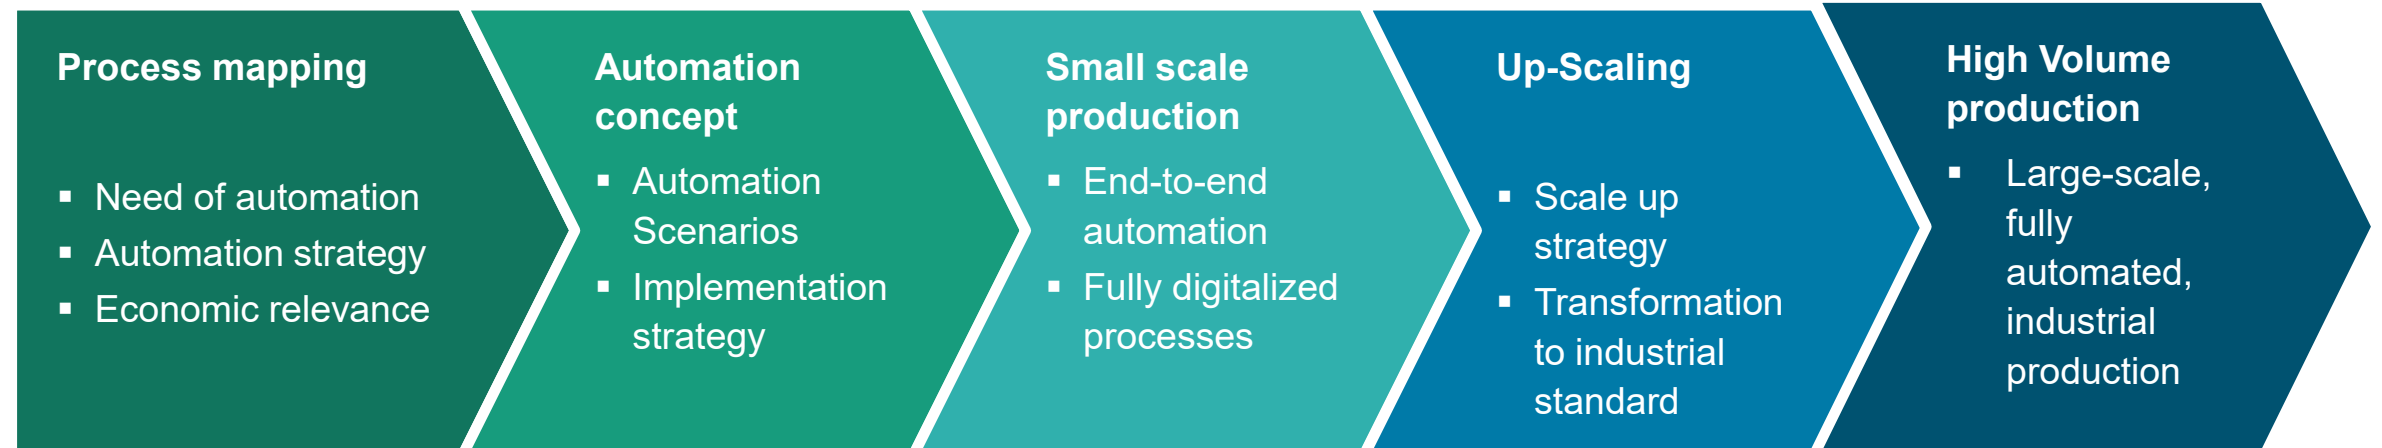 Process mapping
▪ Need of automation
▪ Automation strategy
▪ Economic relevance
Automation
concept
▪ Automation
Scenarios
▪ Implementation
strategy
Small scale
production
▪ End-to-end
automation
▪ Fully digitalized
processes
Up-Scaling
▪ Scale up
strategy
▪ Transformation
to industrial
standard
High Volume
production
▪ Large-scale,
fully
automated,
industrial
production